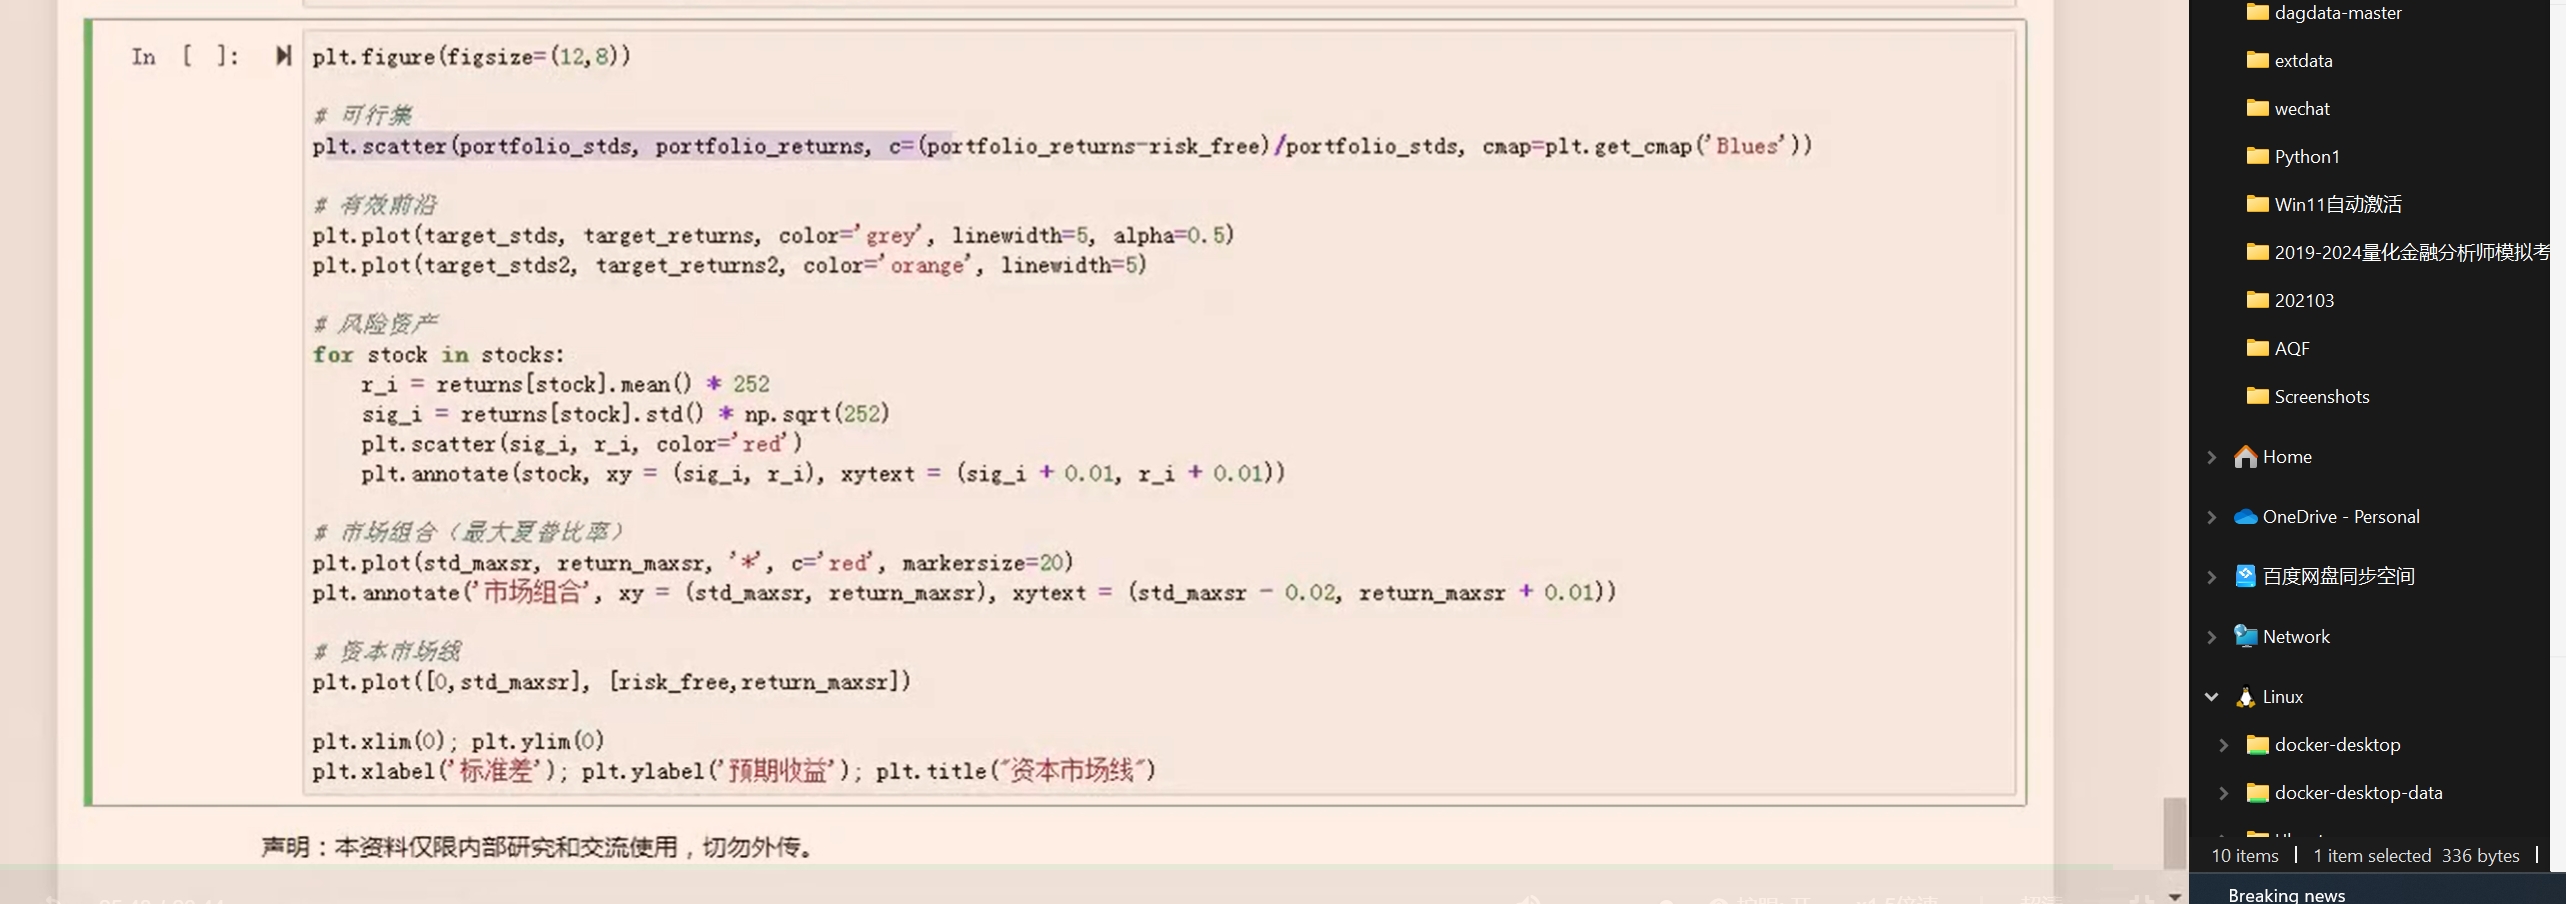 In [ ]:
plt.figure(figsize=(12,8))
# 可行集
plt.scatter(portfolio_stds, portfolio_returns, c=(portfolio_returns-risk_free)/portfolio_stds, cmap=plt.get_cmap('Blues'))
# 有效前沿
plt.plot(target_stds, target_returns, color='grey', linewidth=5, alpha=0.5)
plt.plot(target_stds2, target_returns2, color='orange', linewidth=5)
# 风险资产
for stock in stocks:
    r_i = returns[stock].mean() * 252
    sig_i = returns[stock].std() * np.sqrt(252)
    plt.scatter(sig_i, r_i, color='red')
    plt.annotate(stock, xy = (sig_i, r_i), xytext = (sig_i + 0.01, r_i + 0.01))
# 市场组合（最大夏普比率）
plt.plot(std_maxsr, return_maxsr, '*', c='red', markersize=20)
plt.annotate('市场组合', xy = (std_maxsr, return_maxsr), xytext = (std_maxsr - 0.02, return_maxsr + 0.01))
# 资本市场线
plt.plot([0,std_maxsr], [risk_free,return_maxsr])
plt.xlim(0); plt.ylim(0)
plt.xlabel('标准差'); plt.ylabel('预期收益'); plt.title("资本市场线")
声明：本资料仅限内部研究和交流使用，切勿外传。
dagdata-master
extdata
wechat
Python1
Win11自动激活
2019-2024量化金融分析师模拟考
202103
AQF
Screenshots
Home
OneDrive - Personal
百度网盘同步空间
Network
Linux
docker-desktop
docker-desktop-data
10 items
1 item selected 336 bytes
Breaking news